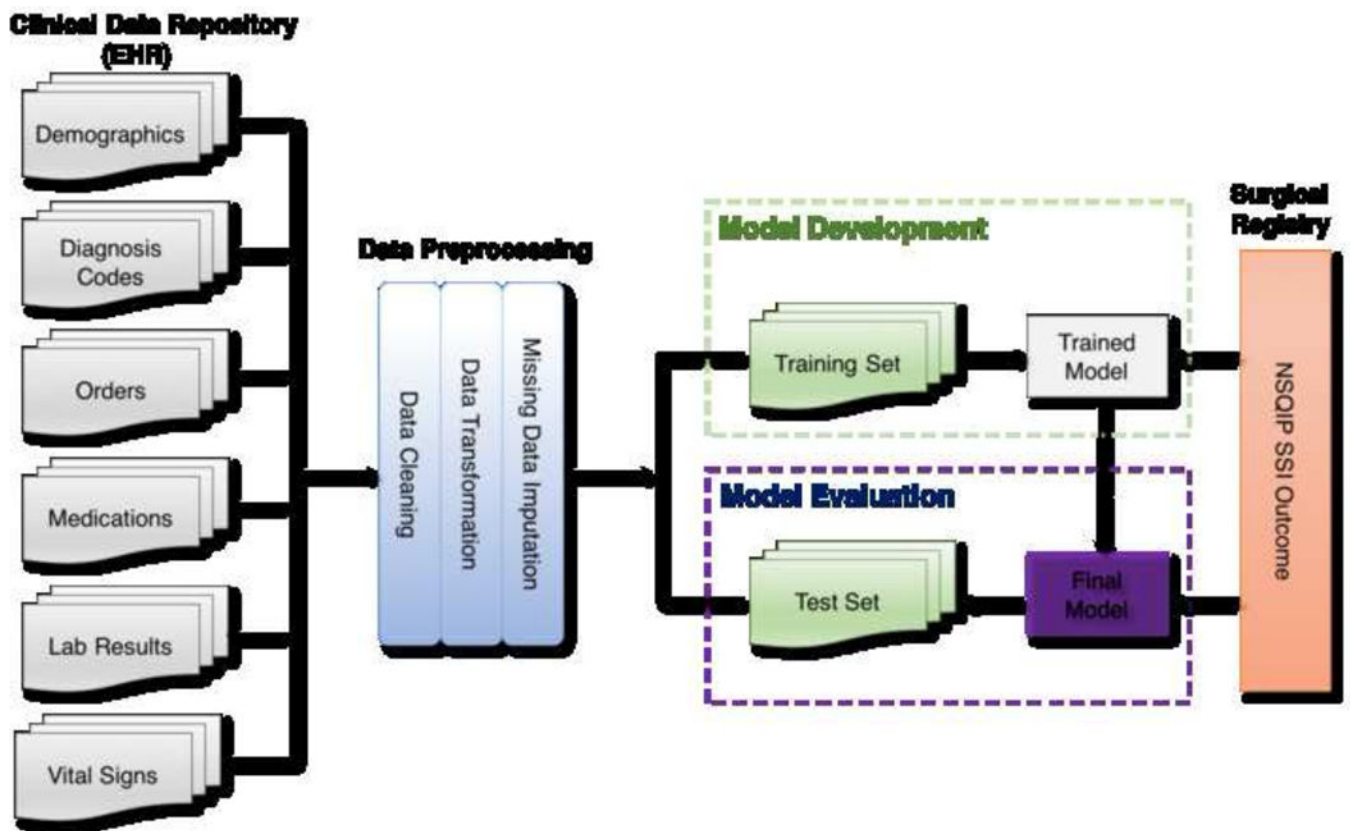 Clinical Data Repository
(EHR)
Demographics
Diagnosis
Codes
Orders
Medications
Lab Results
Vital Signs
Data Preprocessing
Data Cleaning
Data Transformation
Missing Data Imputation
Model Development
Training Set
Trained
Model
Model Evaluation
Test Set
Final
Model
Surgical
Registry
NSQIP SSI Outcome